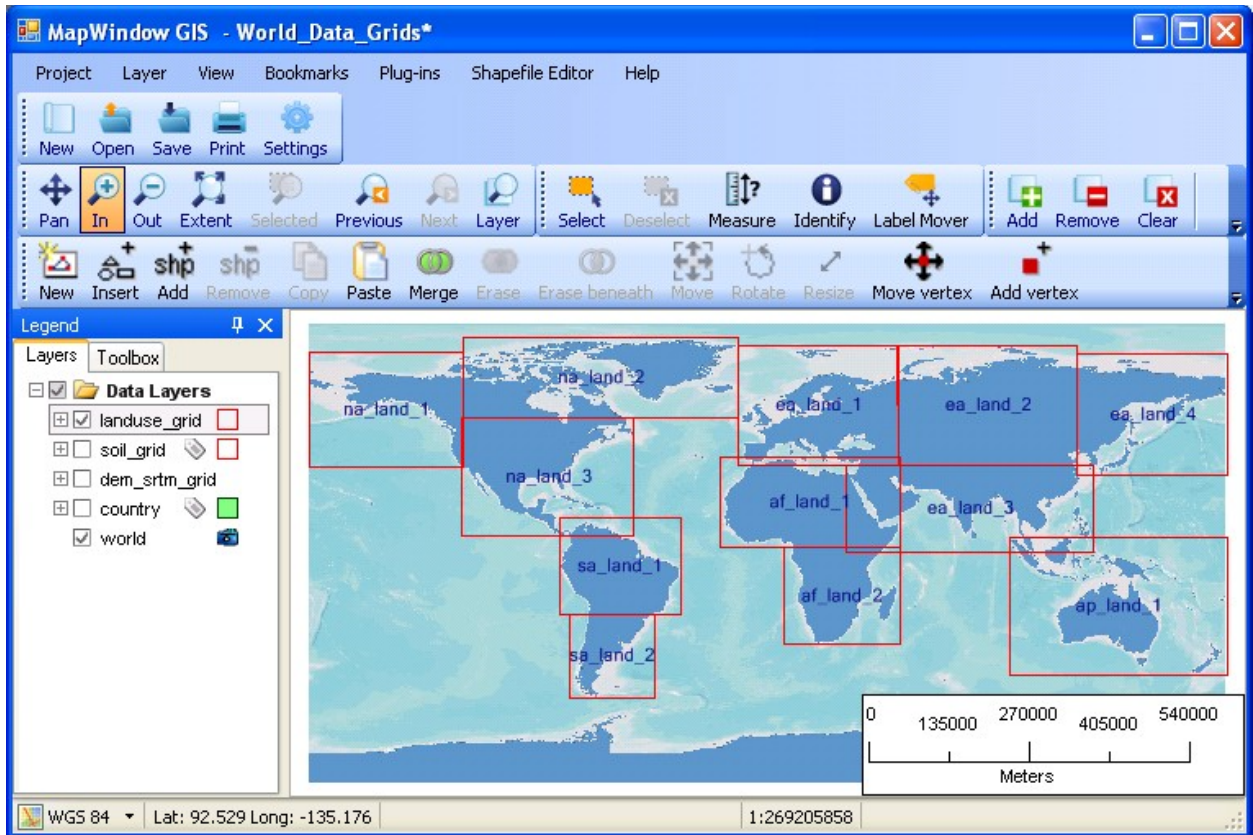 MapWindow GIS - World_Data_Grids*
Project Layer View Bookmarks Plug-ins Shapefile Editor Help
New Open Save Print Settings
Pan In Out Extent Selected Previous Next Layer Select Deselect Measure Identify Label Mover Add Remove Clear
shp shp
New Insert Add Remove Copy Paste Merge Erase Erase beneath Move Rotate Resize Move vertex Add vertex
Legend
Layers Toolbox
Data Layers
landuse_grid
soil_grid
dem_srtm_grid
country
world
na_land_2
na_land_1
ea_land_1
ea_land_2
ea_land_4
na_land_3
af_land_1
ea_land_3
sa_land_1
af_land_2
ap_land_1
sa_land_2
0 135000 270000 405000 540000
Meters
WGS 84 Lat: 92.529 Long: -135.176 1:269205858